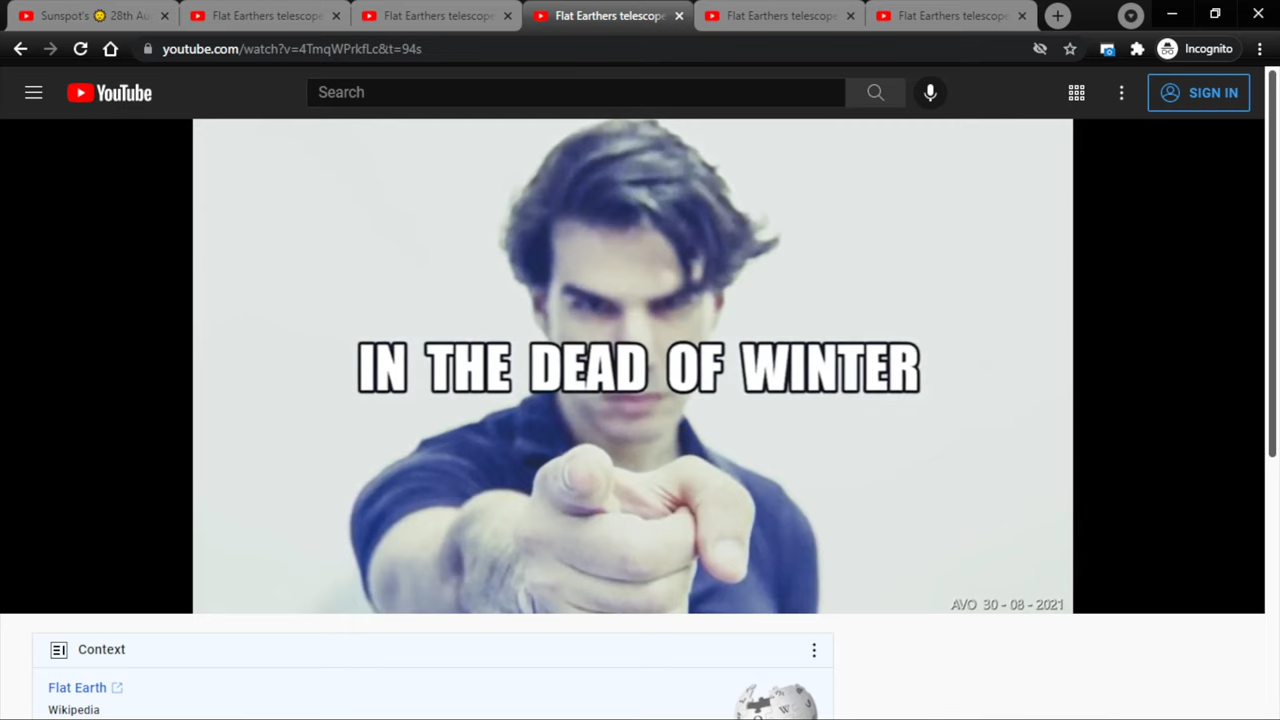 Sunspot's 🌞 28th Au
Flat Earthers telescope
Flat Earthers telescope
Flat Earthers telescope
Flat Earthers telescope
Flat Earthers telescope
youtube.com/watch?v=4TmqWPrkfLc&t=94s
Incognito
YouTube
Search
SIGN IN
IN THE DEAD OF WINTER
AVO 30 - 08 - 2021
Context
Flat Earth
Wikipedia